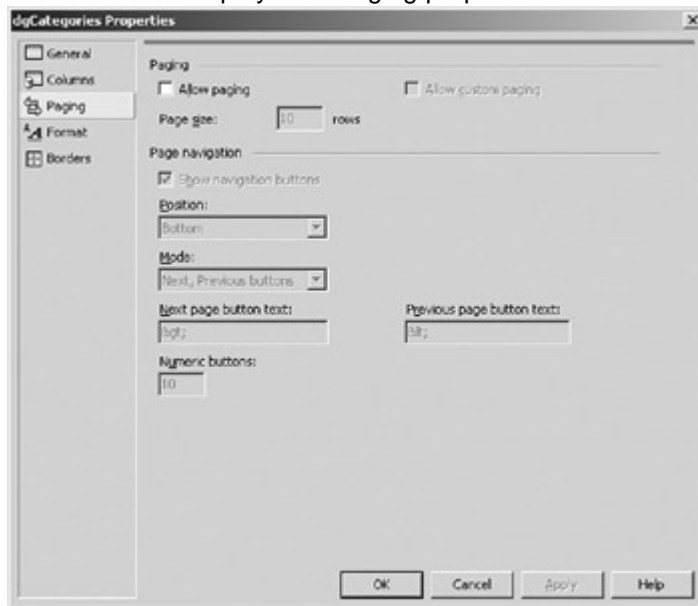 dgCategories Properties
General
Columns
Paging
Format
Borders
Paging
Allow paging
Allow custom paging
Page size: 10 rows
Page navigation
Show navigation buttons
Position:
Bottom
Mode:
Next, Previous buttons
Next page button text:
Previous page button text:
&gt;
&lt;
Numeric buttons:
10
OK Cancel Apply Help